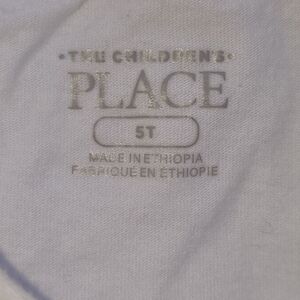 • THE CHILDREN'S •
PLACE
5T
MADE IN ETHIOPIA
FABRIQUÉ EN ÉTHIOPIE